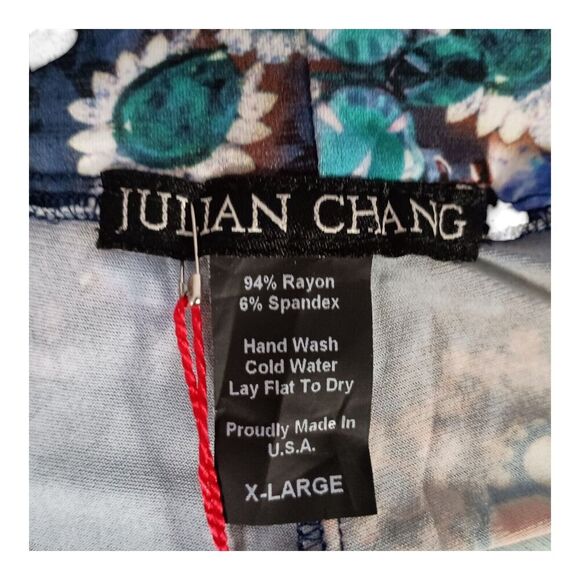 JULIAN CHANG
94% Rayon
6% Spandex
Hand Wash
Cold Water
Lay Flat To Dry
Proudly Made In
U.S.A.
X-LARGE